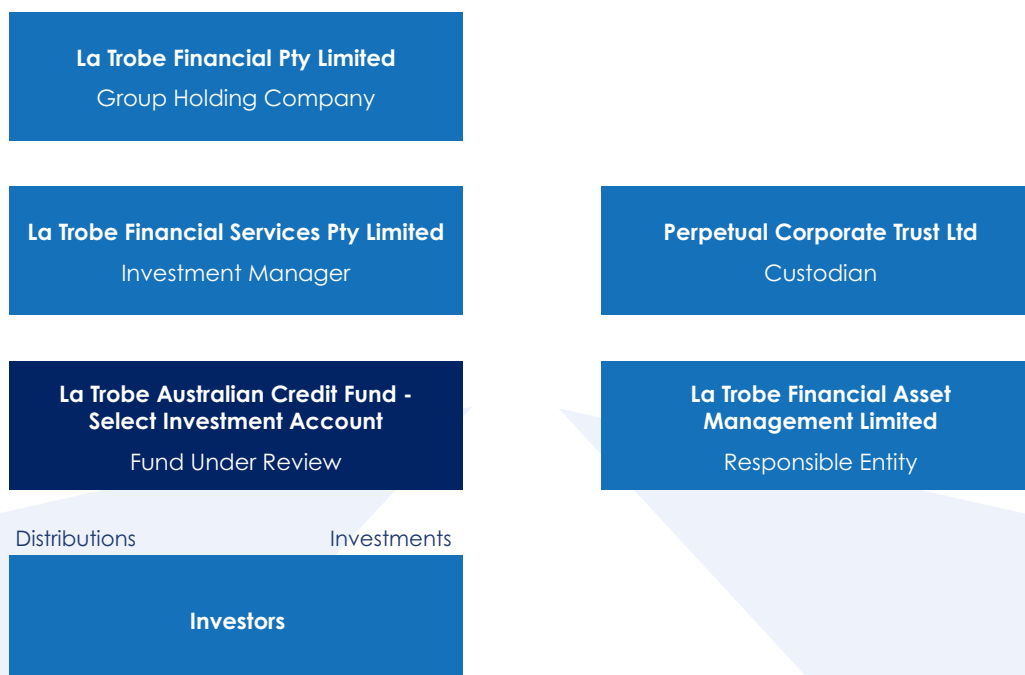 La Trobe Financial Pty Limited
Group Holding Company
La Trobe Financial Services Pty Limited
Investment Manager
Perpetual Corporate Trust Ltd
Custodian
La Trobe Australian Credit Fund -
Select Investment Account
Fund Under Review
La Trobe Financial Asset
Management Limited
Responsible Entity
Distributions
Investments
Investors